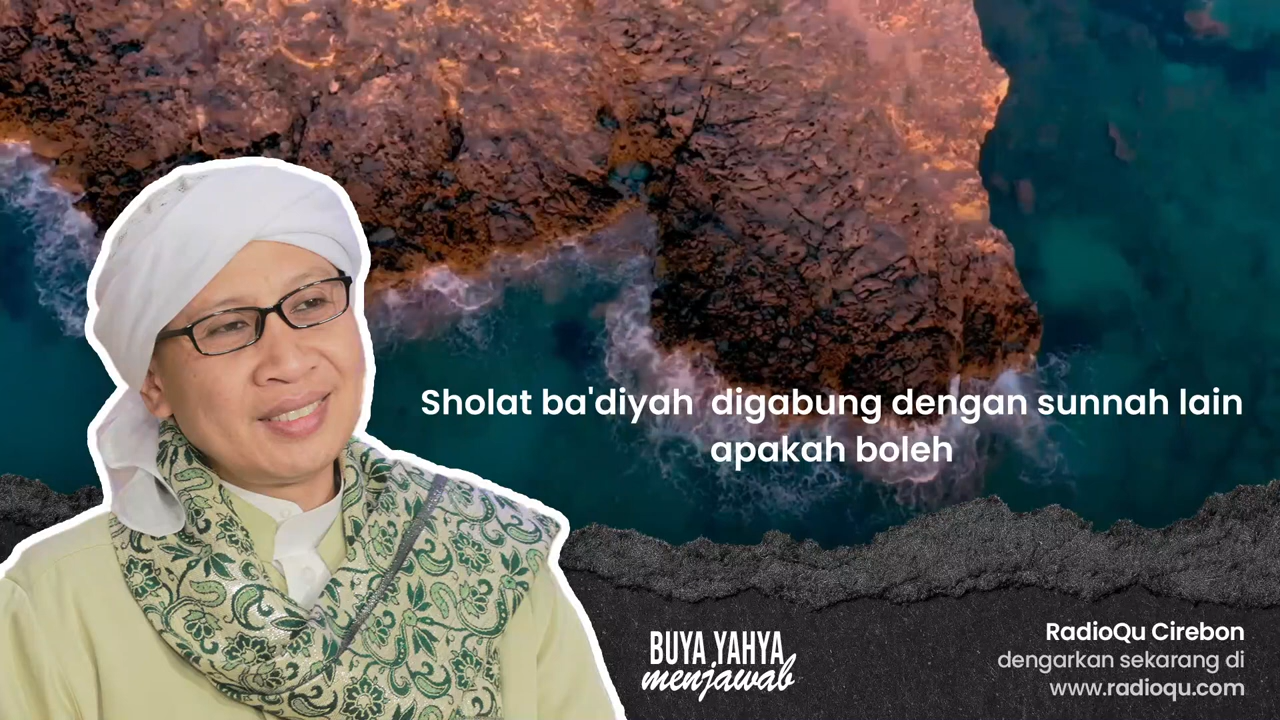 Sholat ba'diyah  digabung dengan sunnah lain
apakah boleh
BUYA YAHYA
menjawab
RadioQu Cirebon
dengarkan sekarang di
www.radioqu.com